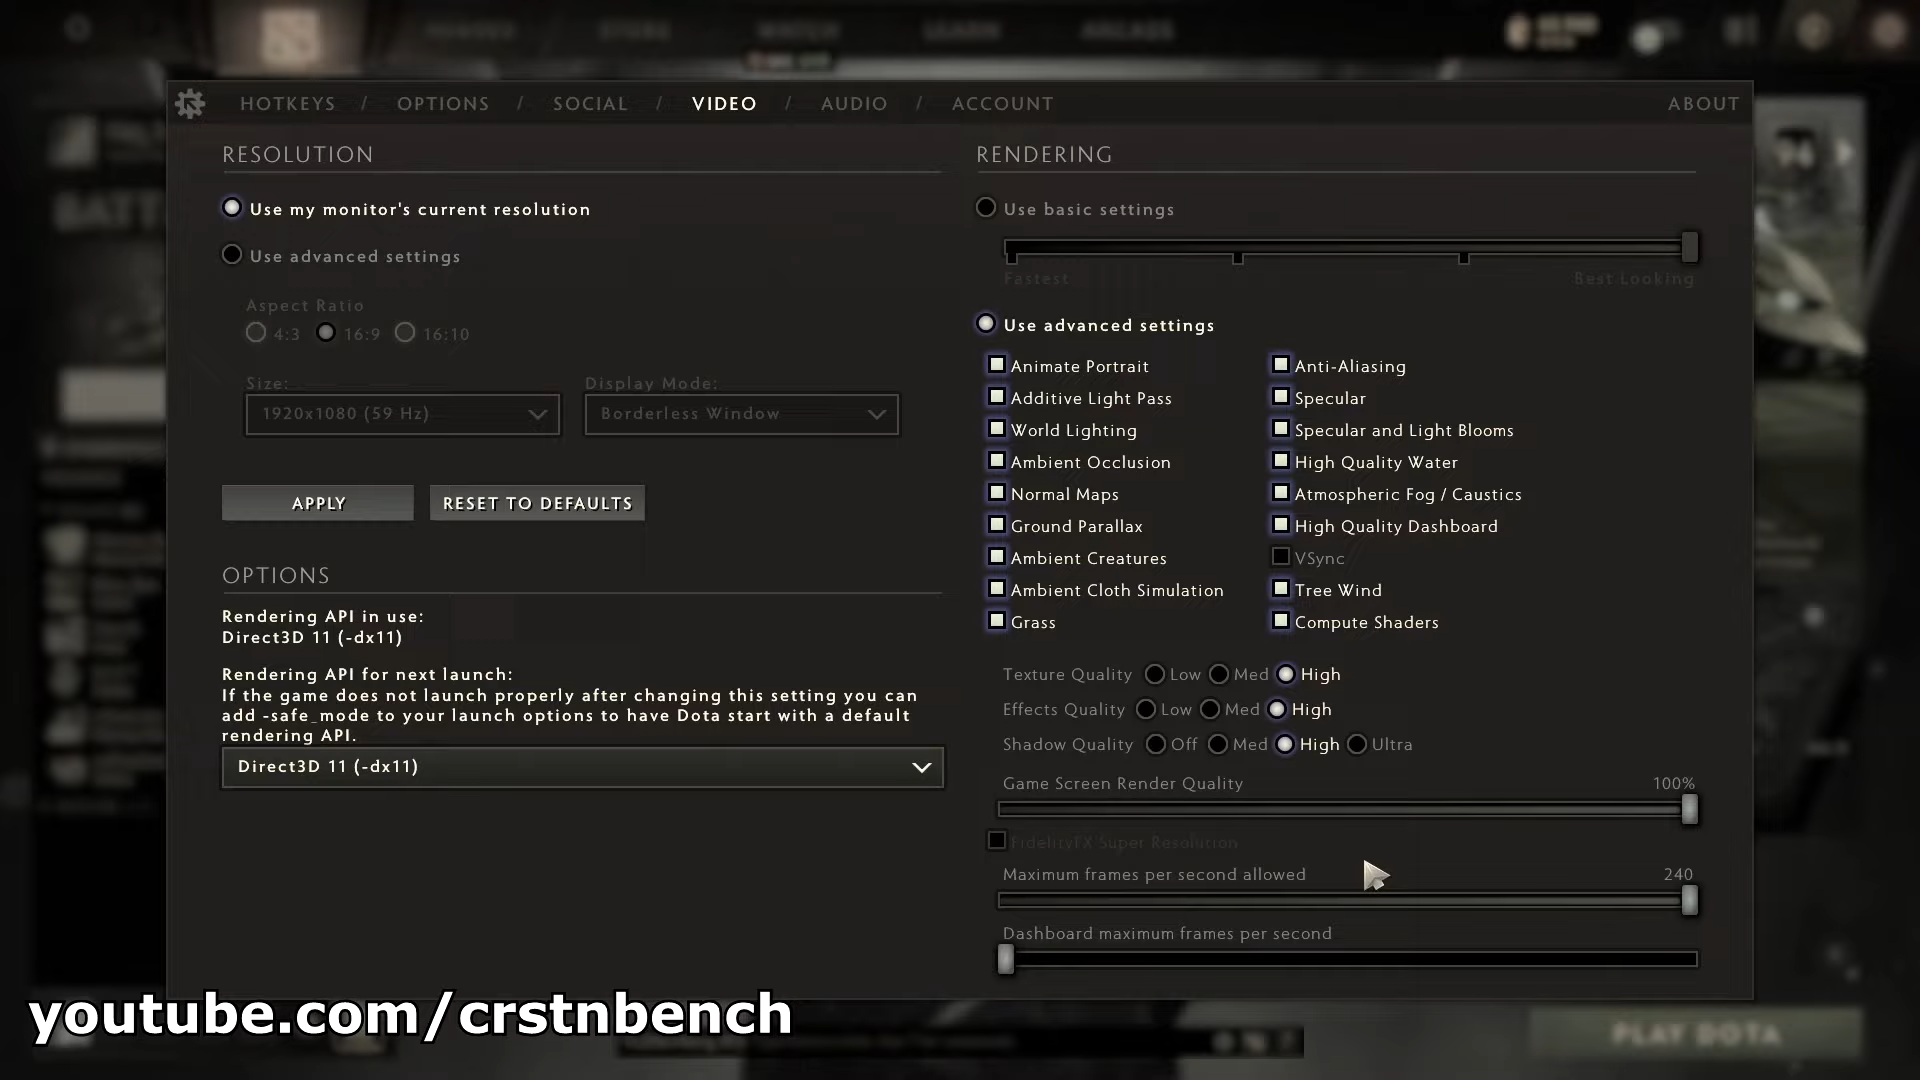 STORE
WATCH
LEARN
ARCADE
HOTKEYS / OPTIONS / SOCIAL / VIDEO / AUDIO / ACCOUNT
ABOUT
RESOLUTION
Use my monitor's current resolution
Use advanced settings
Aspect Ratio
4:3 16:9 16:10
Size:
Display Mode:
1920x1080 (59 Hz)
Borderless Window
APPLY
RESET TO DEFAULTS
OPTIONS
Rendering API in use:
Direct3D 11 (-dx11)
Rendering API for next launch:
If the game does not launch properly after changing this setting you can
add -safe_mode to your launch options to have Dota start with a default
rendering API.
Direct3D 11 (-dx11)
RENDERING
Use basic settings
Fastest
Best Looking
Use advanced settings
Animate Portrait
Additive Light Pass
World Lighting
Ambient Occlusion
Normal Maps
Ground Parallax
Ambient Creatures
Ambient Cloth Simulation
Grass
Anti-Aliasing
Specular
Specular and Light Blooms
High Quality Water
Atmospheric Fog / Caustics
High Quality Dashboard
VSync
Tree Wind
Compute Shaders
Texture Quality Low Med High
Effects Quality Low Med High
Shadow Quality Off Med High Ultra
Game Screen Render Quality 100%
FidelityFX Super Resolution
Maximum frames per second allowed 240
Dashboard maximum frames per second
youtube.com/crstnbench
PLAY DOTA